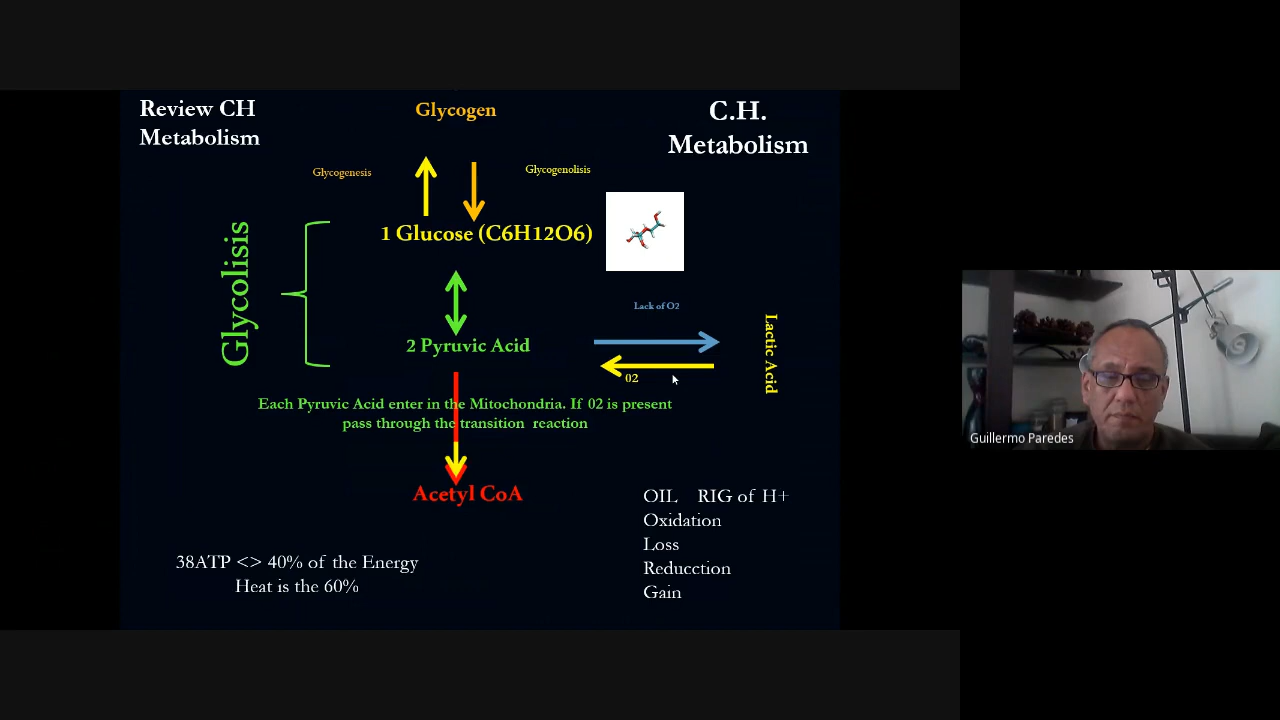 Review CH
Metabolism
Glycogen
C.H.
Metabolism
Glycogenesis
Glycogenolisis
1 Glucose (C6H12O6)
Glycolisis
Lack of O2
2 Pyruvic Acid
Lactic Acid
02
Each Pyruvic Acid enter in the Mitochondria. If 02 is present
pass through the transition reaction
Acetyl CoA
OIL RIG of H+
Oxidation
Loss
Reducction
Gain
38ATP <> 40% of the Energy
Heat is the 60%
Guillermo Paredes